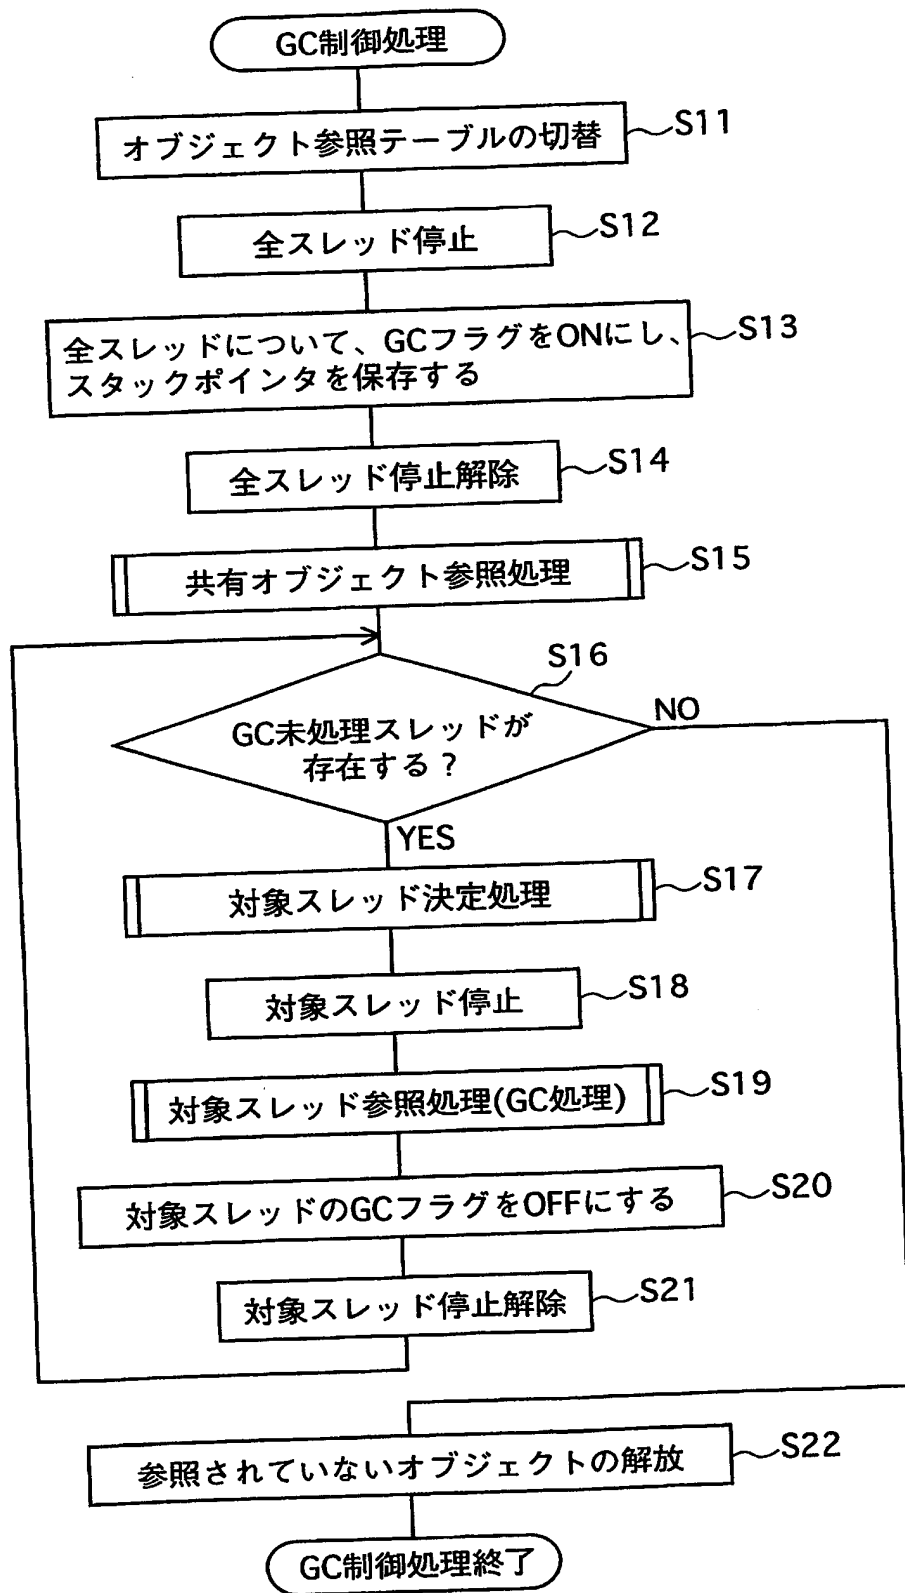 GC制御処理
オブジェクト参照テーブルの切替
S11
全スレッド停止
S12
全スレッドについて、GCフラグをONにし、
スタックポインタを保存する
S13
全スレッド停止解除
S14
共有オブジェクト参照処理
S15
S16
GC未処理スレッドが
存在する?
NO
YES
対象スレッド決定処理
S17
対象スレッド停止
S18
対象スレッド参照処理(GC処理)
S19
対象スレッドのGCフラグをOFFにする
S20
対象スレッド停止解除
S21
参照されていないオブジェクトの解放
S22
GC制御処理終了